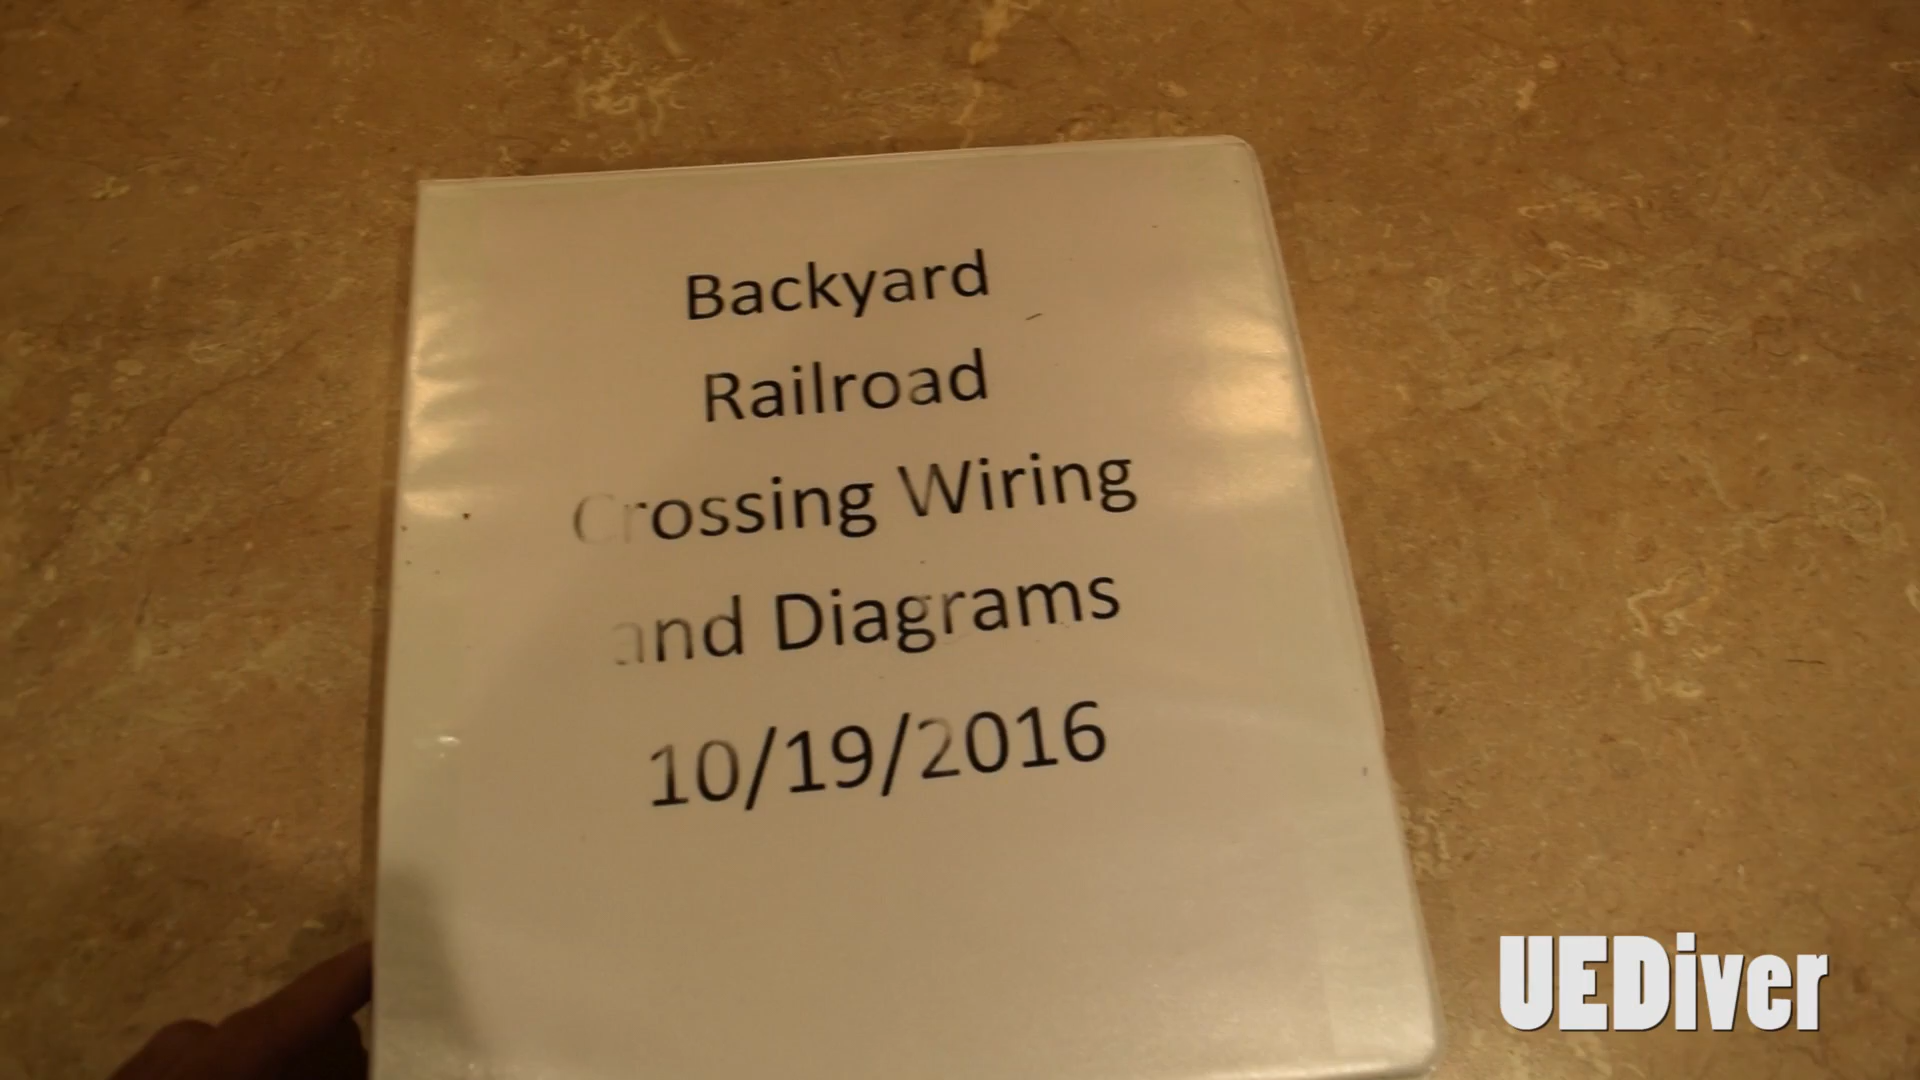 Backyard
Railroad
Crossing Wiring
and Diagrams
10/19/2016
UEDiver